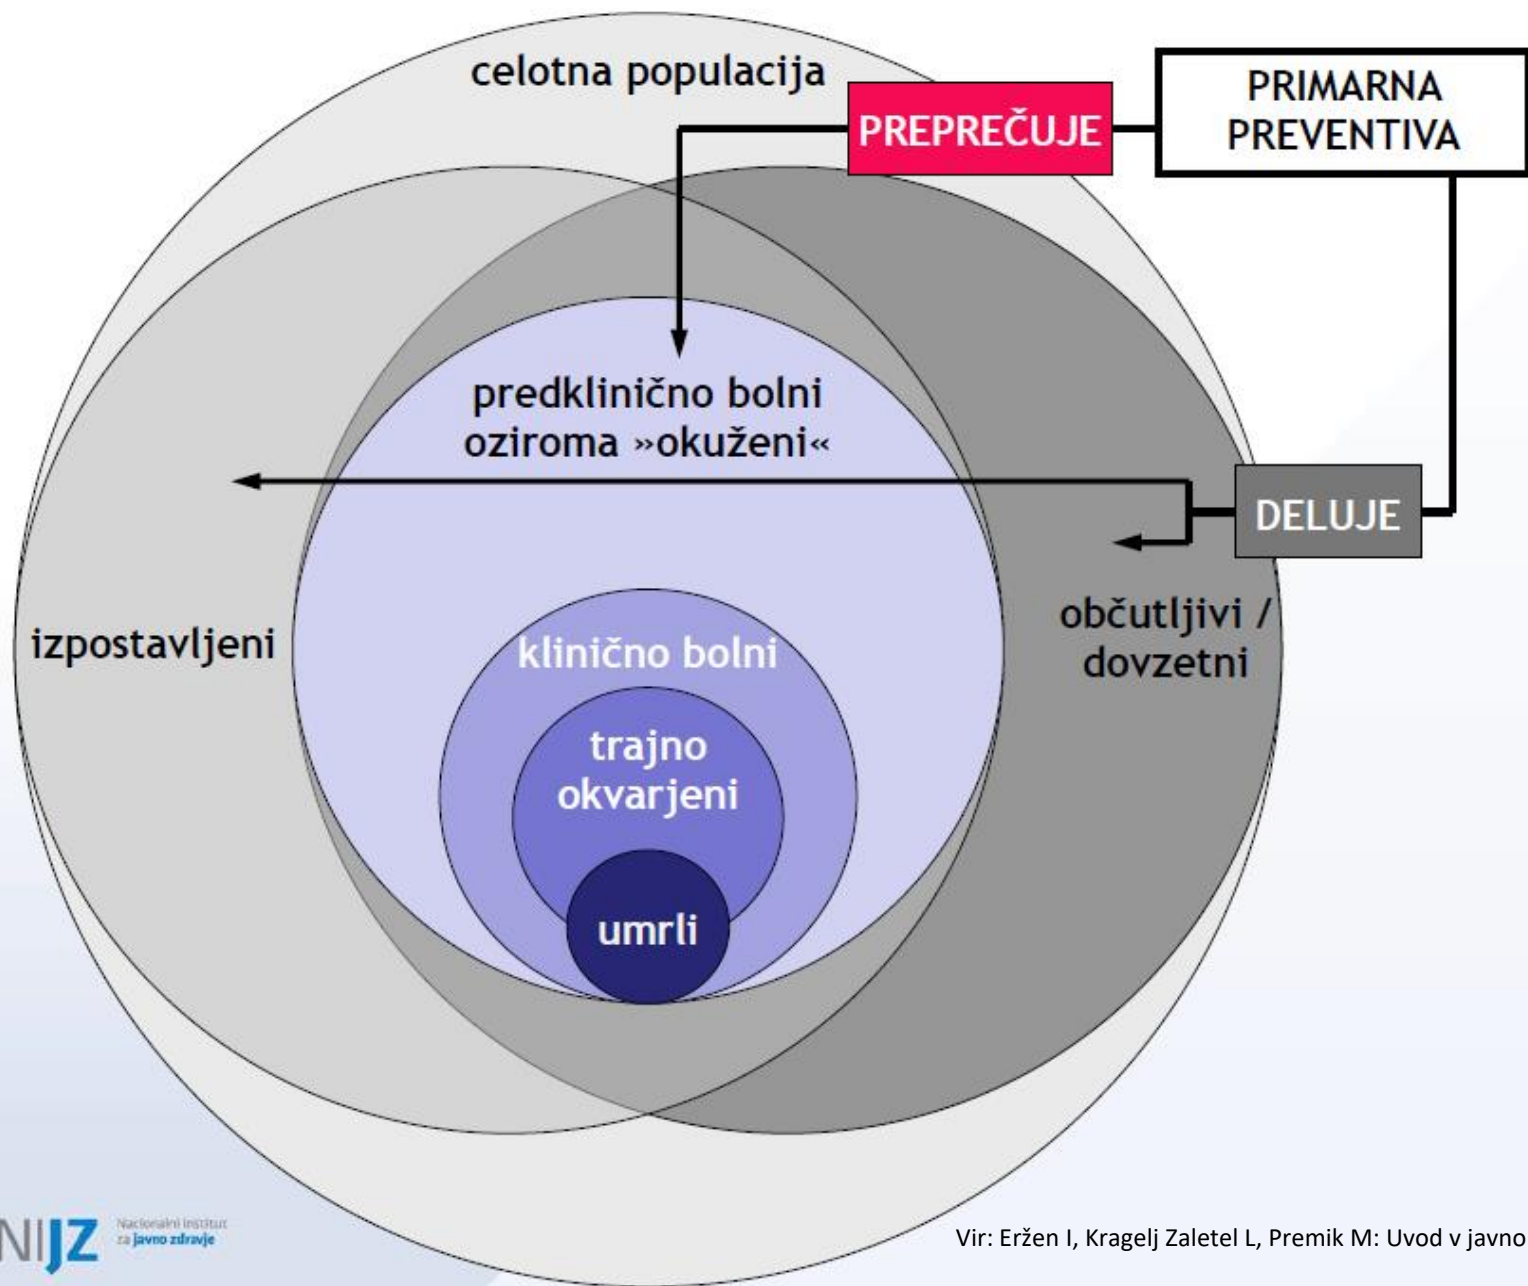 celotna populacija
PREPREČUJE
PRIMARNA
PREVENTIVA
predklinično bolni
oziroma »okuženi«
DELUJE
izpostavljeni
občutljivi /
dovzetni
klinično bolni
trajno
okvarjeni
umrli
NIJZ
Nacionalni inštitut
za javno zdravje
Vir: Eržen I, Kragelj Zaletel L, Premik M: Uvod v javno